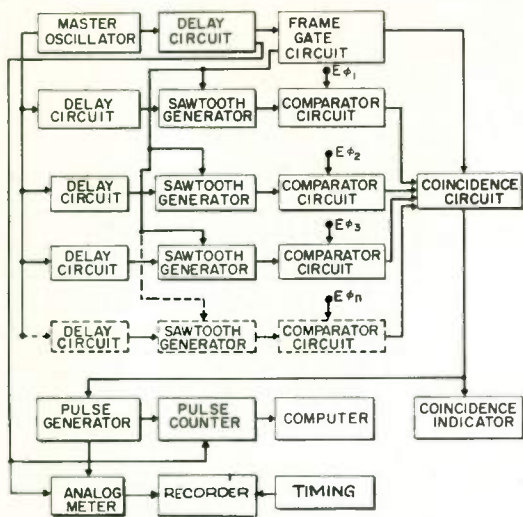 MASTER
OSCILLATOR
DELAY
CIRCUIT
FRAME
GATE
CIRCUIT
Eϕ1
DELAY
CIRCUIT
SAWTOOTH
GENERATOR
COMPARATOR
CIRCUIT
Eϕ2
DELAY
CIRCUIT
SAWTOOTH
GENERATOR
COMPARATOR
CIRCUIT
COINCIDENCE
CIRCUIT
Eϕ3
DELAY
CIRCUIT
SAWTOOTH
GENERATOR
COMPARATOR
CIRCUIT
Eϕn
DELAY
CIRCUIT
SAWTOOTH
GENERATOR
COMPARATOR
CIRCUIT
PULSE
GENERATOR
PULSE
COUNTER
COMPUTER
COINCIDENCE
INDICATOR
ANALOG
METER
RECORDER
TIMING